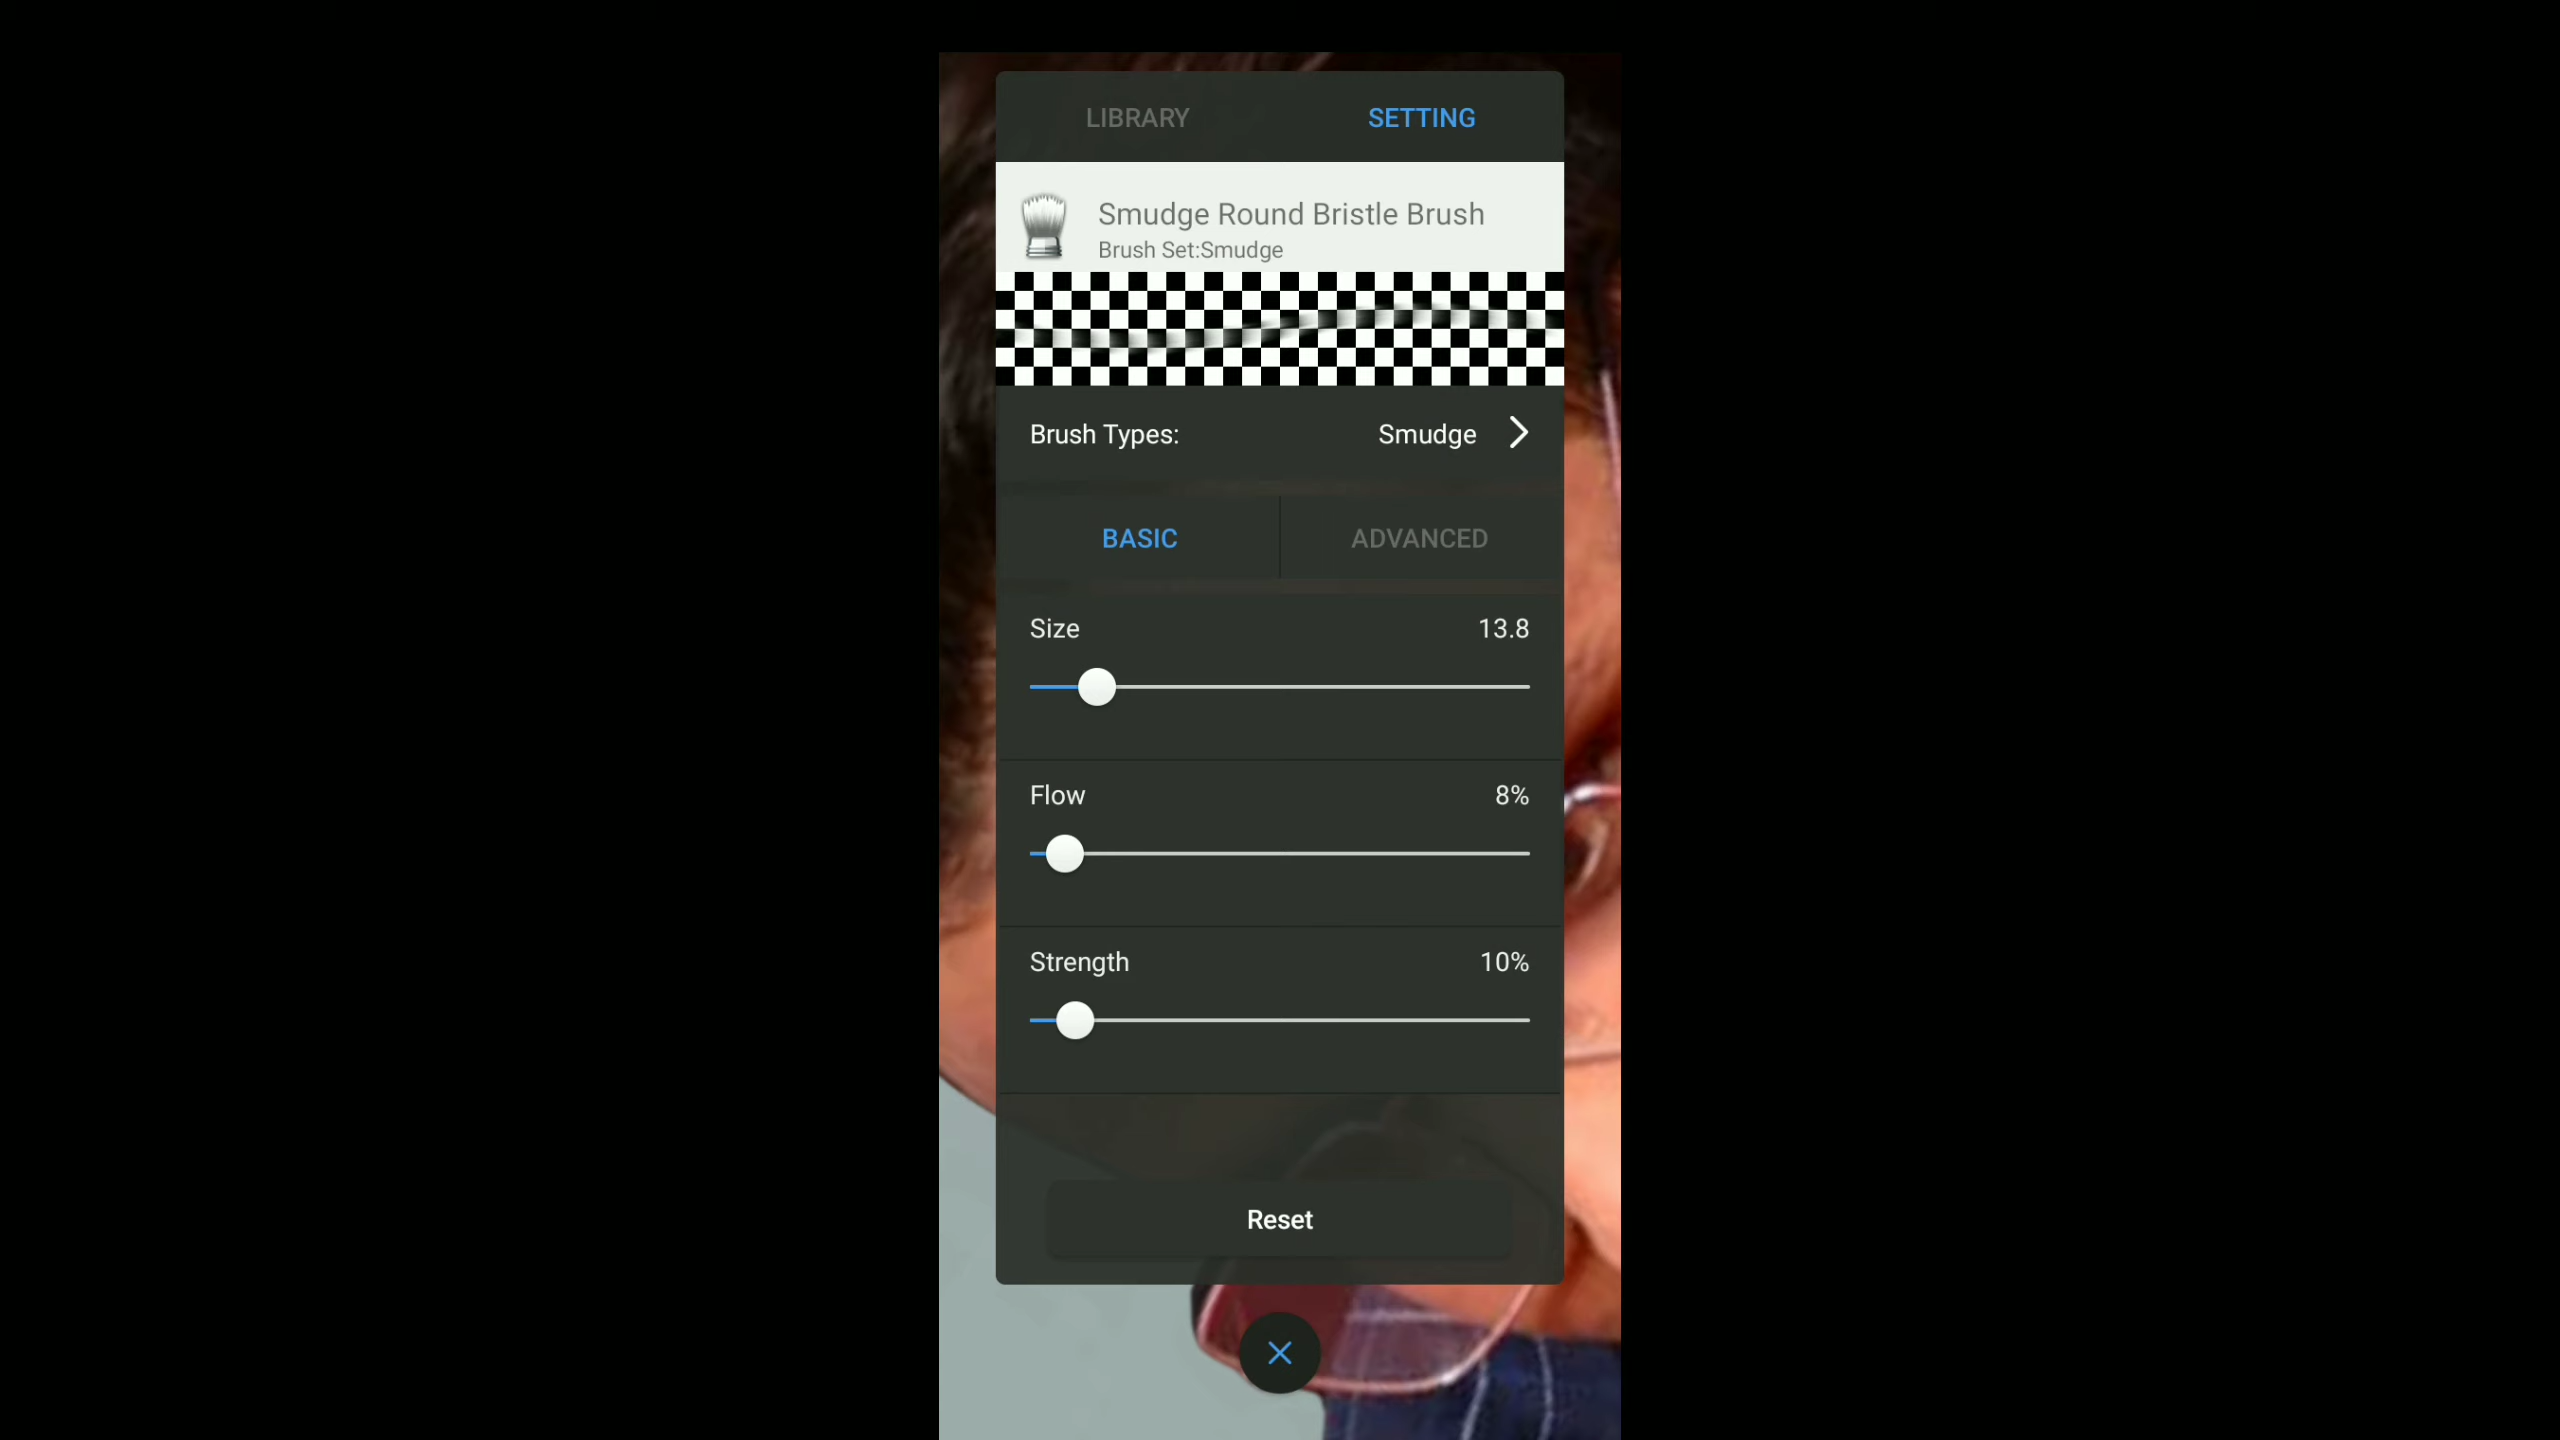 LIBRARY SETTING
Smudge Round Bristle Brush
Brush Set:Smudge
Brush Types: Smudge
BASIC ADVANCED
Size 13.8
Flow 8%
Strength 10%
Reset